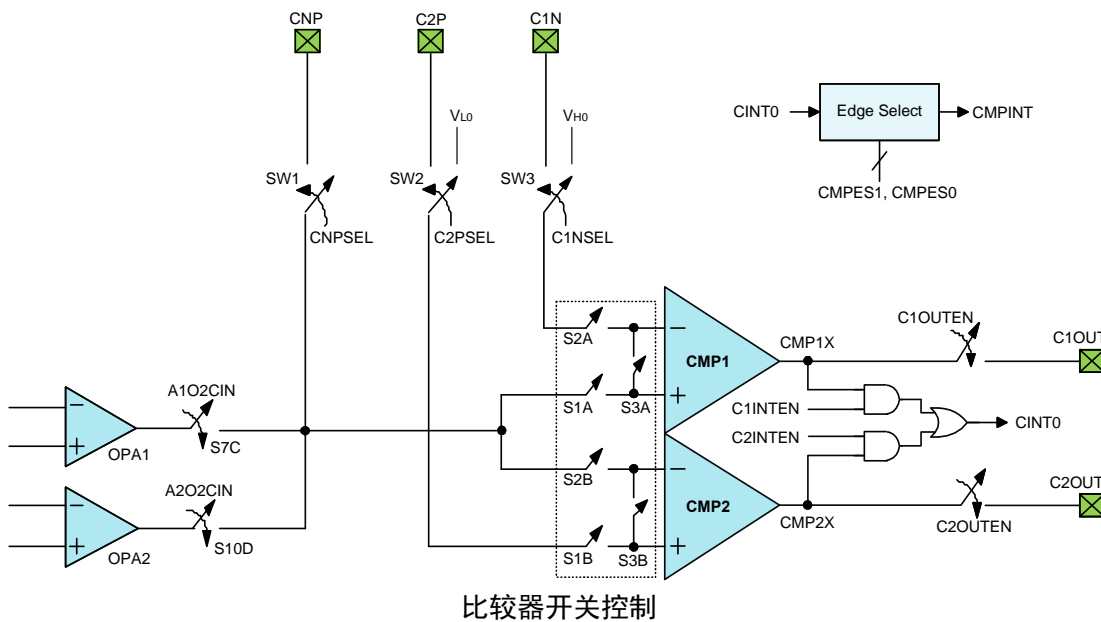 CNP
C2P
C1N
VL0
VH0
CINT0
Edge Select
CMPINT
CMPES1, CMPES0
SW1
SW2
SW3
CNPSEL
C2PSEL
C1NSEL
S2A
S1A
S3A
S2B
S1B
S3B
−
CMP1
+
−
CMP2
+
CMP1X
C1OUTEN
C1OUT
C1INTEN
C2INTEN
CINT0
CMP2X
C2OUTEN
C2OUT
−
+
OPA1
A1O2CIN
S7C
−
+
OPA2
A2O2CIN
S10D
比较器开关控制